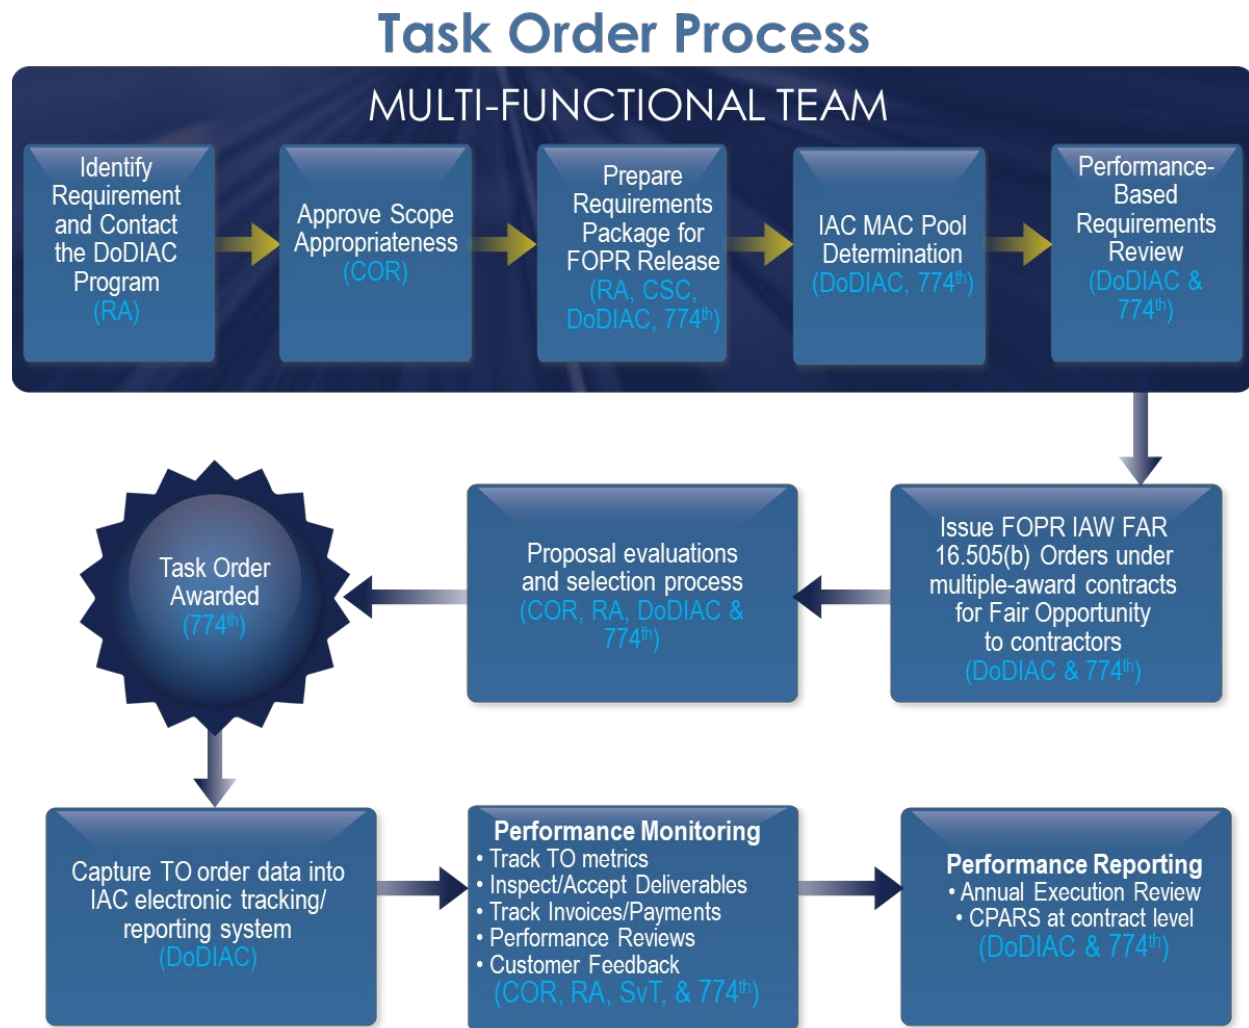 Task Order Process
MULTI-FUNCTIONAL TEAM
Identify
Requirement
and Contact
the DoDIAC
Program
(RA)
Approve Scope
Appropriateness
(COR)
Prepare
Requirements
Package for
FOPR Release
(RA, CSC,
DoDIAC, 774th)
IAC MAC Pool
Determination
(DoDIAC, 774th)
Performance-
Based
Requirements
Review
(DoDIAC &
774th)
Issue FOPR IAW FAR
16.505(b) Orders under
multiple-award contracts
for Fair Opportunity
to contractors
(DoDIAC & 774th)
Proposal evaluations
and selection process
(COR, RA, DoDIAC &
774th)
Task Order
Awarded
(774th)
Capture TO order data into
IAC electronic tracking/
reporting system
(DoDIAC)
Performance Monitoring
• Track TO metrics
• Inspect/Accept Deliverables
• Track Invoices/Payments
• Performance Reviews
• Customer Feedback
(COR, RA, SvT, & 774th)
Performance Reporting
• Annual Execution Review
• CPARS at contract level
(DoDIAC & 774th)